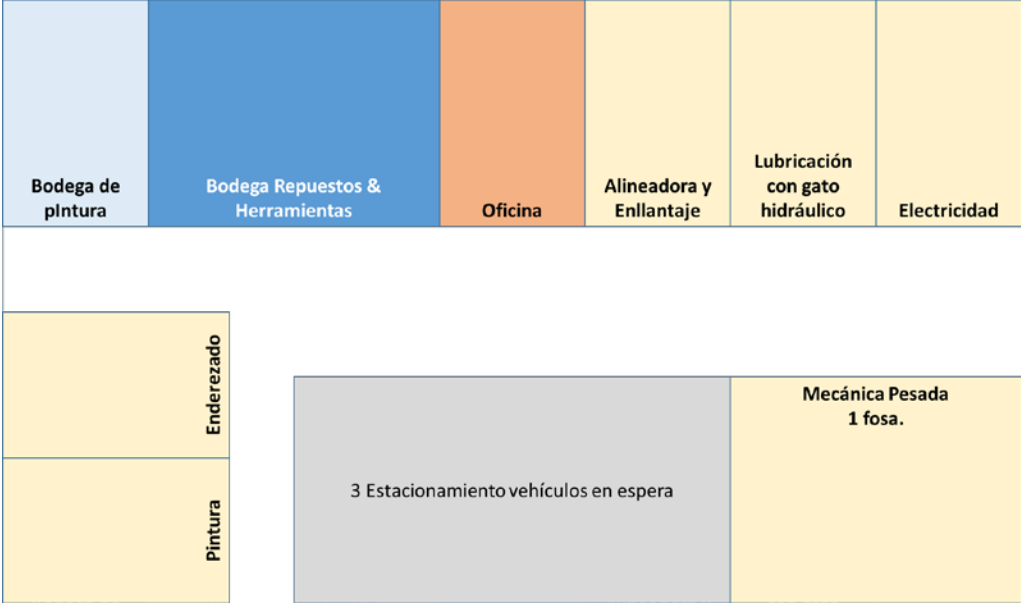 Bodega de
pIntura
Bodega Repuestos &
Herramientas
Oficina
Alineadora y
Enllantaje
Lubricación
con gato
hidráulico
Electricidad
Enderezado
Pintura
3 Estacionamiento vehículos en espera
Mecánica Pesada
1 fosa.